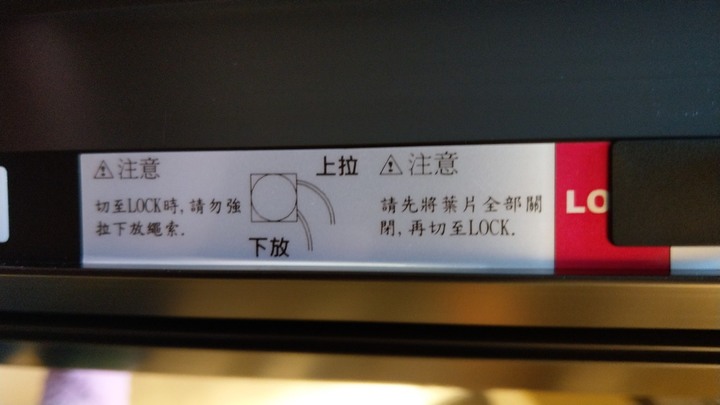 ⚠注意
切至LOCK時,請勿強
拉下放繩索.
上拉
下放
⚠注意
請先將葉片全部關
閉,再切至LOCK.
LO